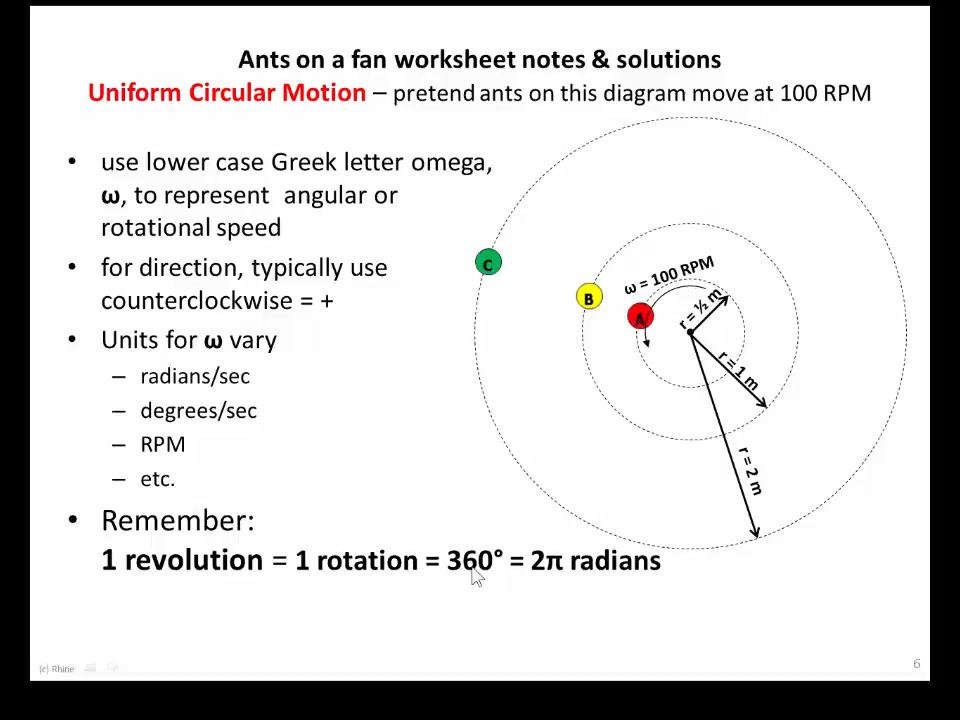 Ants on a fan worksheet notes & solutions
Uniform Circular Motion – pretend ants on this diagram move at 100 RPM
• use lower case Greek letter omega,
ω, to represent angular or
rotational speed
• for direction, typically use
counterclockwise = +
• Units for ω vary
– radians/sec
– degrees/sec
– RPM
– etc.
• Remember:
1 revolution = 1 rotation = 360° = 2π radians
C
B
A
ω = 100 RPM
r = ½ m
r = 1 m
r = 2 m
(c) Rhine
6